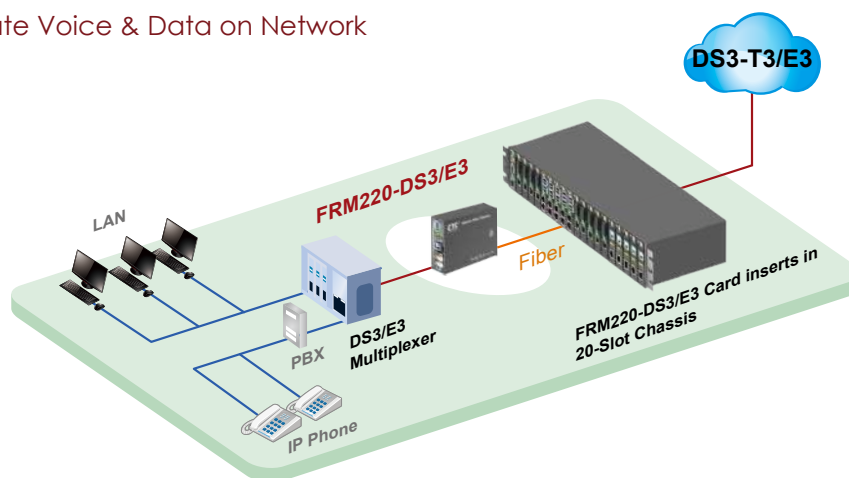 ate Voice & Data on Network
DS3-T3/E3
FRM220-DS3/E3
LAN
Fiber
FRM220-DS3/E3 Card inserts in
20-Slot Chassis
DS3/E3
Multiplexer
PBX
IP Phone